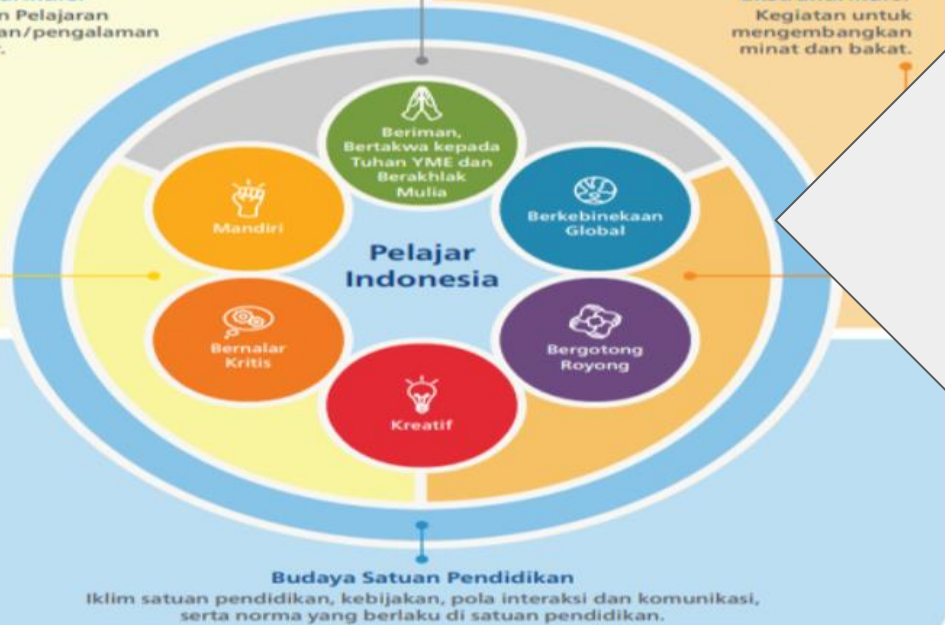 n Pelajaran
an/pengalaman
Kegiatan untuk
mengembangkan
minat dan bakat.
Beriman,
Bertakwa kepada
Tuhan YME dan
Berakhlak
Mulia
Mandiri
Berkebinekaan
Global
Pelajar
Indonesia
Bernalar
Kritis
Bergotong
Royong
Kreatif
Budaya Satuan Pendidikan
Iklim satuan pendidikan, kebijakan, pola interaksi dan komunikasi,
serta norma yang berlaku di satuan pendidikan.